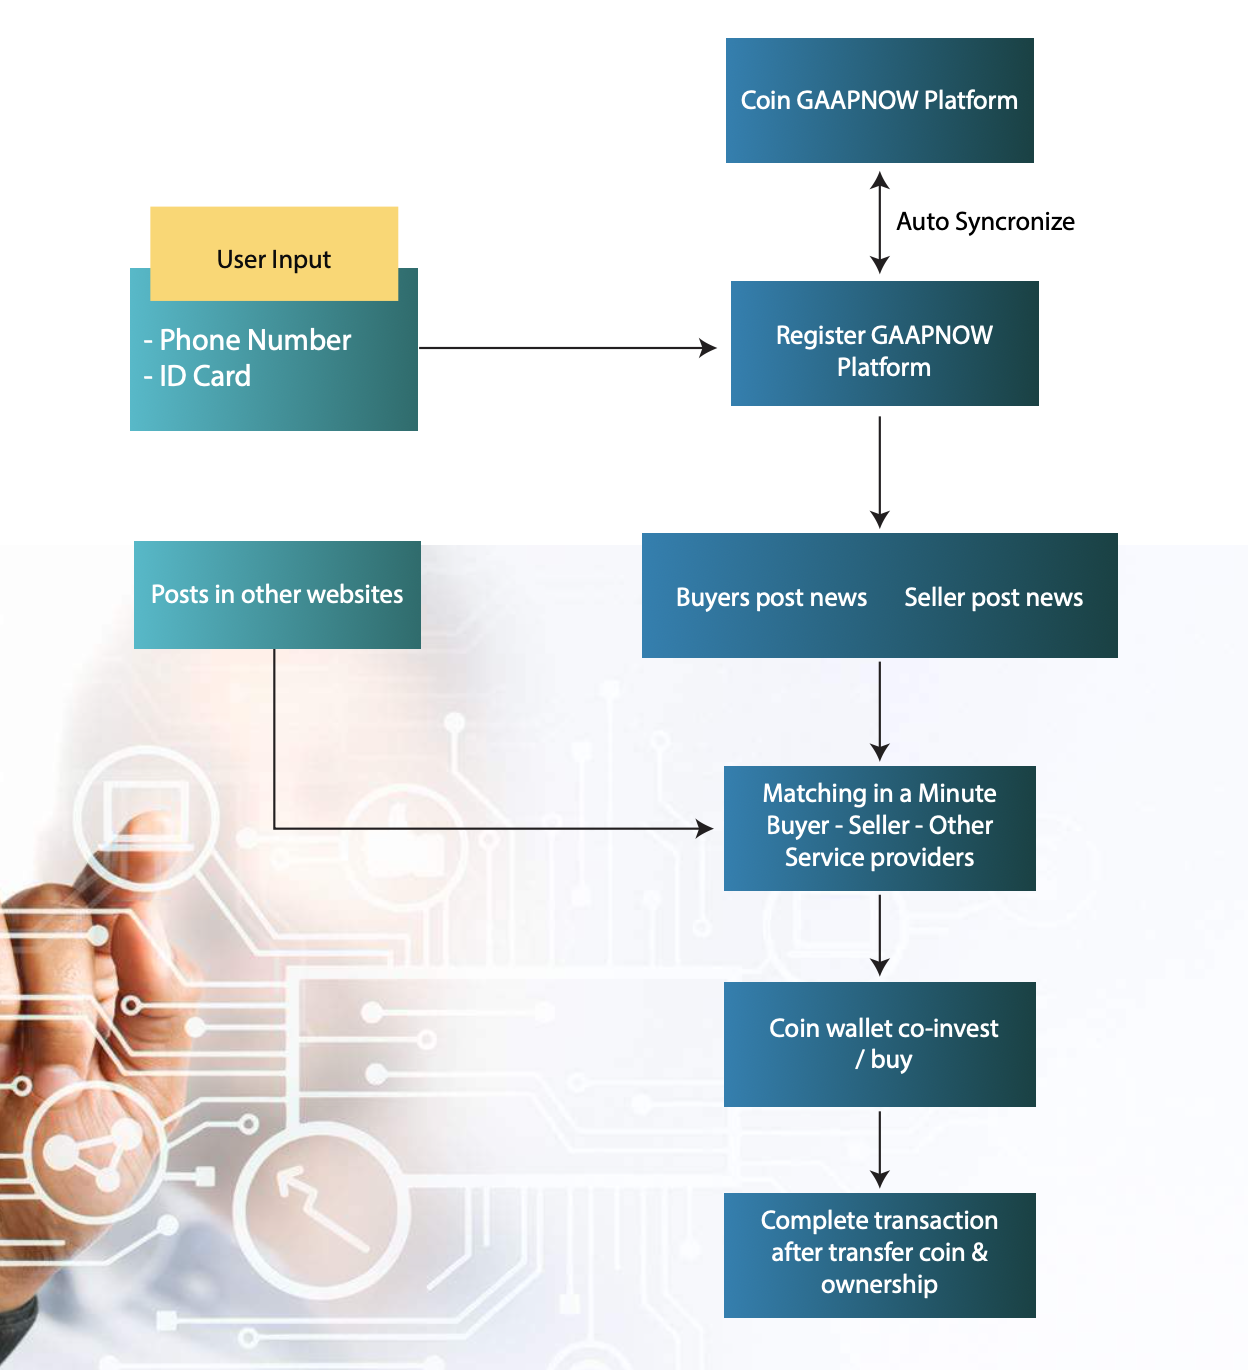 Coin GAAPNOW Platform
Auto Syncronize
User Input
- Phone Number
- ID Card
Register GAAPNOW
Platform
Posts in other websites
Buyers post news
Seller post news
Matching in a Minute
Buyer - Seller - Other
Service providers
Coin wallet co-invest
/ buy
Complete transaction
after transfer coin &
ownership